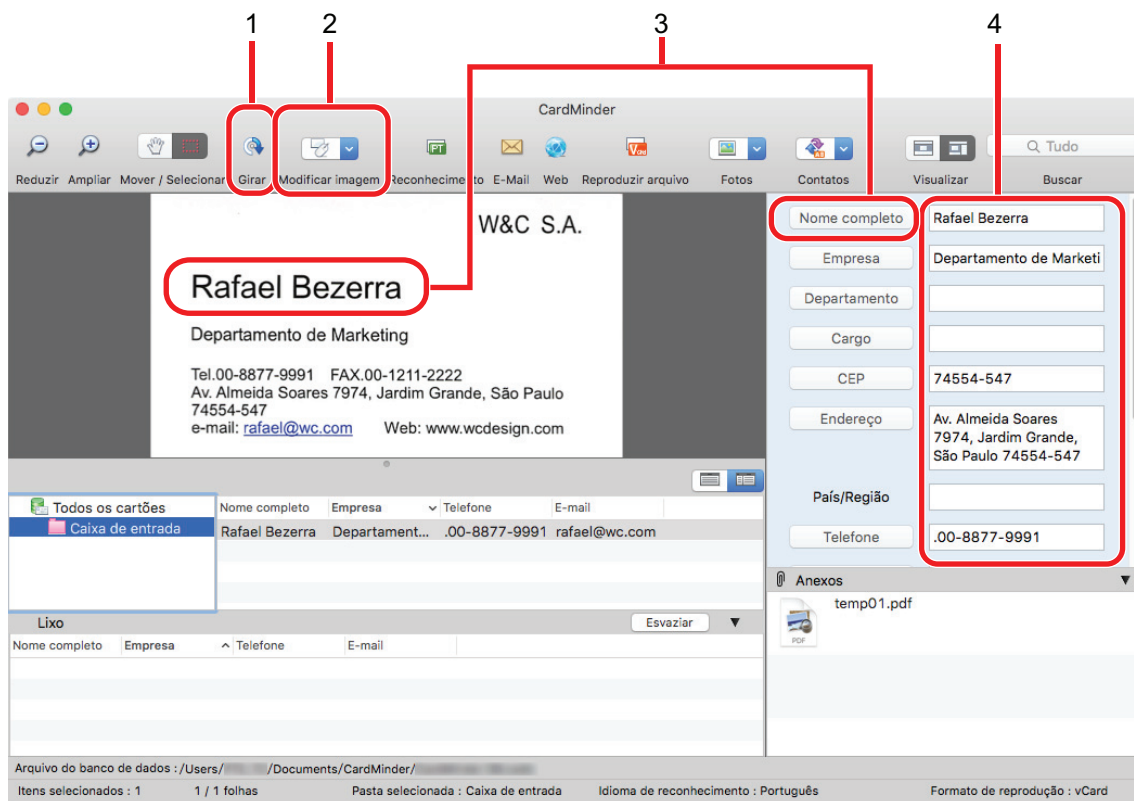 1 2 3 4
CardMinder
PT
VCARD
Tudo
Reduzir Ampliar Mover / Selecionar Girar Modificar imagem Reconhecimento E-Mail Web Reproduzir arquivo Fotos Contatos Visualizar Buscar
W&C S.A.
Rafael Bezerra
Departamento de Marketing
Tel.00-8877-9991 FAX.00-1211-2222
Av. Almeida Soares 7974, Jardim Grande, São Paulo
74554-547
e-mail: rafael@wc.com Web: www.wcdesign.com
Nome completo Rafael Bezerra
Empresa Departamento de Marketi
Departamento
Cargo
CEP 74554-547
Endereço Av. Almeida Soares
7974, Jardim Grande,
São Paulo 74554-547
País/Região
Telefone .00-8877-9991
Todos os cartões
Caixa de entrada
Nome completo Empresa Telefone E-mail
Rafael Bezerra Department... .00-8877-9991 rafael@wc.com
Anexos
temp01.pdf
PDF
Lixo Esvaziar
Nome completo Empresa Telefone E-mail
Arquivo do banco de dados : /Users/ /Documents/CardMinder/
Itens selecionados : 1 1 / 1 folhas Pasta selecionada : Caixa de entrada Idioma de reconhecimento : Português Formato de reprodução : vCard